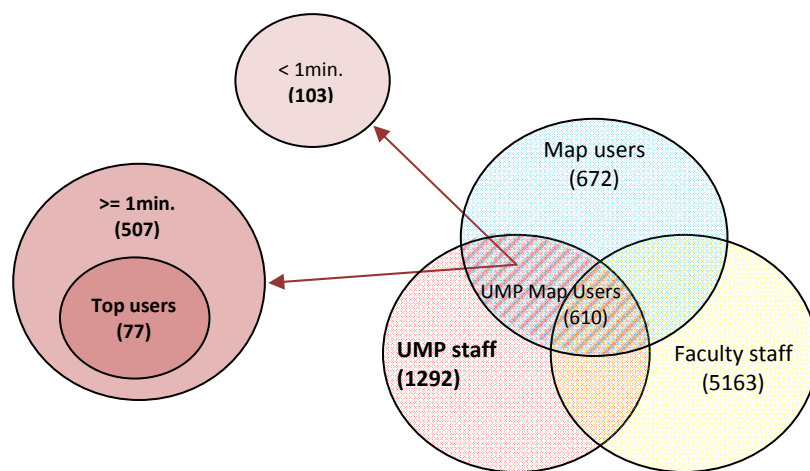 < 1min.
(103)
Map users
(672)
>= 1min.
(507)
Top users
(77)
UMP Map Users
(610)
UMP staff
(1292)
Faculty staff
(5163)